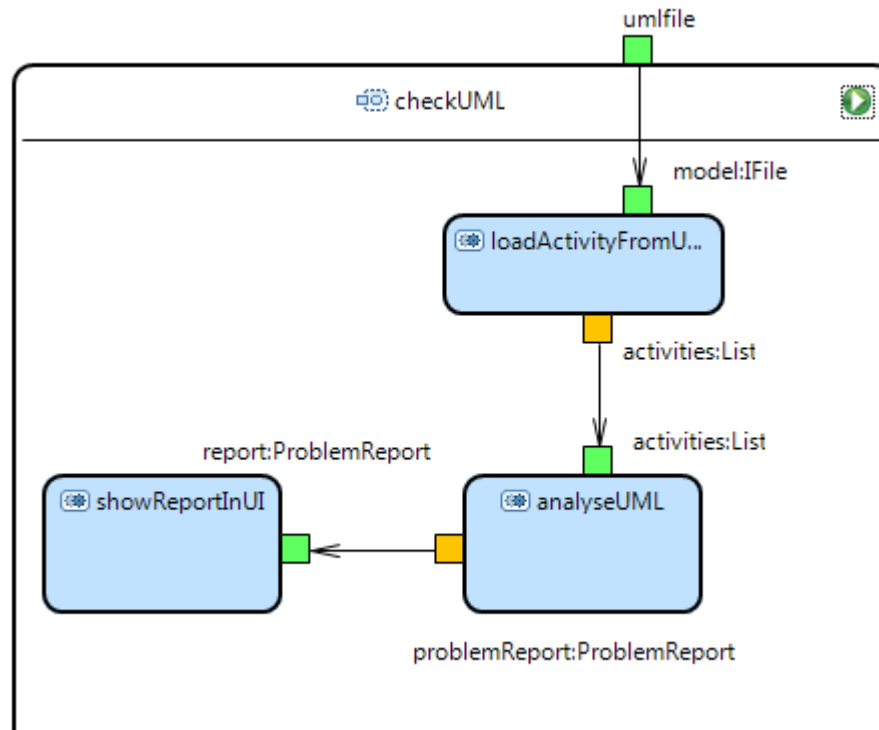 umlfile
checkUML
model:IFile
loadActivityFromU...
activities:List
activities:List
report:ProblemReport
showReportInUI
analyseUML
problemReport:ProblemReport